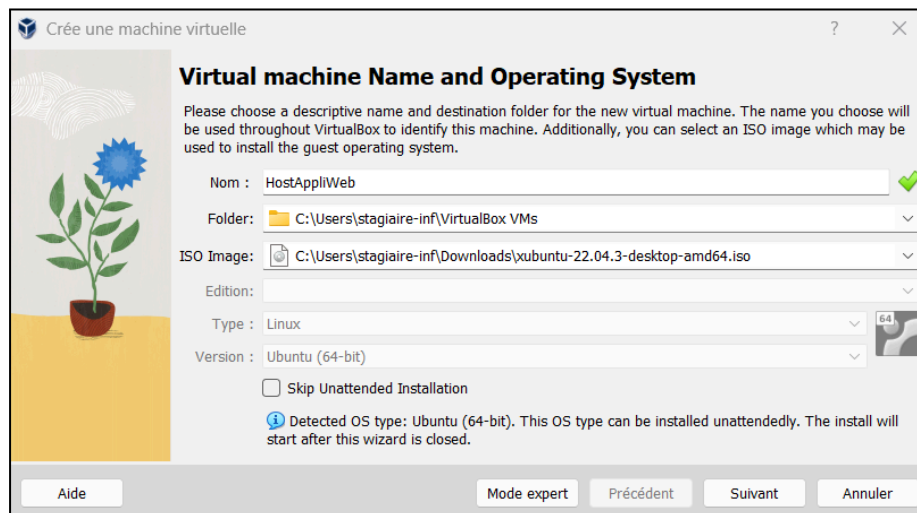 Crée une machine virtuelle
?
Virtual machine Name and Operating System
Please choose a descriptive name and destination folder for the new virtual machine. The name you choose will
be used throughout VirtualBox to identify this machine. Additionally, you can select an ISO image which may be
used to install the guest operating system.
Nom : HostAppliWeb
Folder: C:\Users\stagiaire-inf\VirtualBox VMs
ISO Image: C:\Users\stagiaire-inf\Downloads\xubuntu-22.04.3-desktop-amd64.iso
Edition:
Type : Linux
64
Version : Ubuntu (64-bit)
Skip Unattended Installation
Detected OS type: Ubuntu (64-bit). This OS type can be installed unattendedly. The install will
start after this wizard is closed.
Aide Mode expert Précédent Suivant Annuler